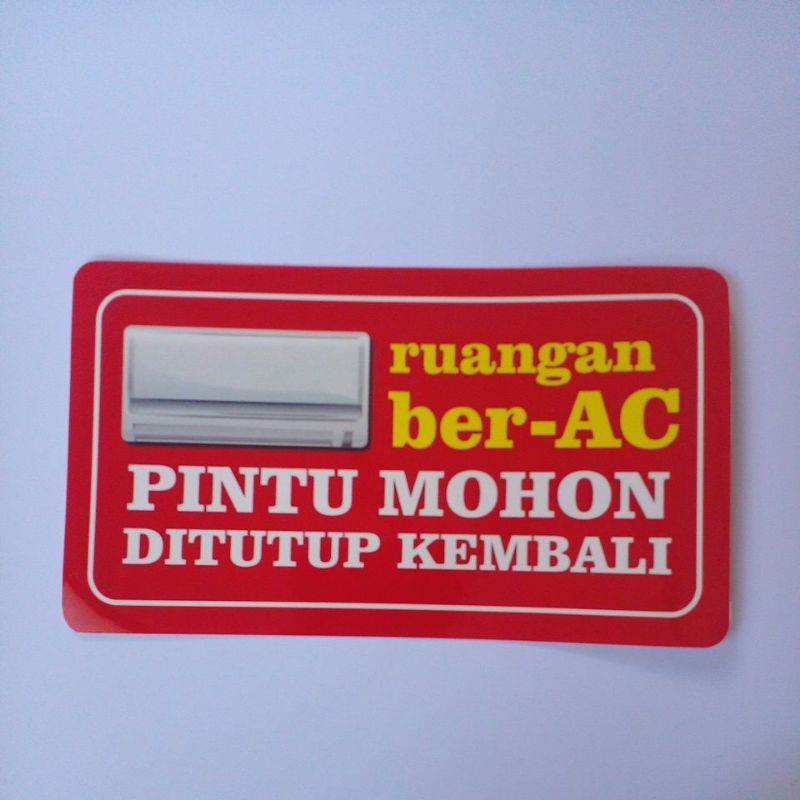 ruangan
ber-AC
PINTU MOHON
DITUTUP KEMBALI